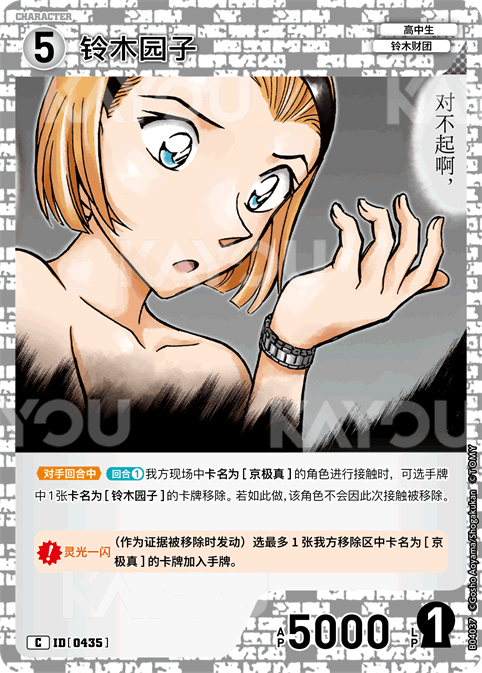 CHARACTER
5
铃木园子
高中生
铃木财团
对不起啊，
KAYOU
KAYOU
KAYOU
KAYOU
KAYOU
对手回合中 回合1 我方现场中卡名为[京极真]的角色进行接触时，可选手牌
中1张卡名为[铃木园子]的卡牌移除。若如此做，该角色不会因此次接触被移除。
灵光一闪 （作为证据被移除时发动）选最多1张我方移除区中卡名为[京
极真]的卡牌加入手牌。
AP 5000 LP 1
C ID[0435]
B04037 ©Gosho Aoyama/Shogakukan ©TOMY